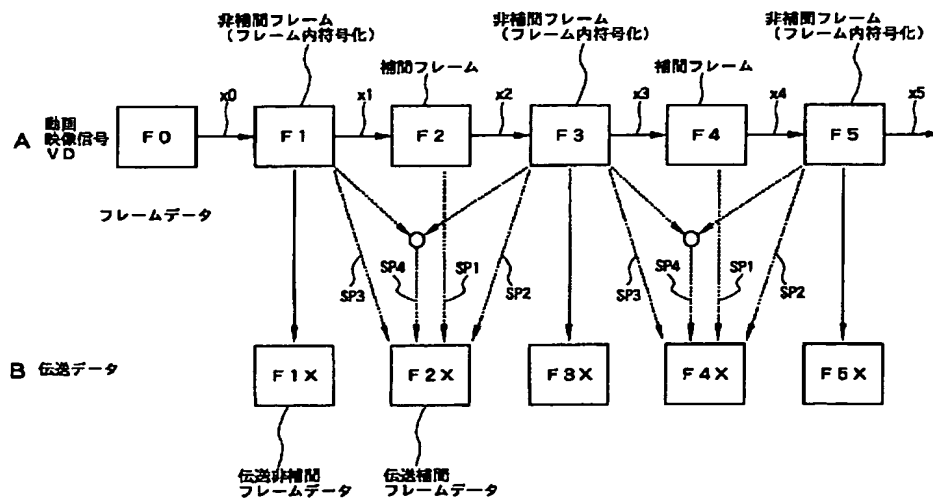 非補間フレーム
(フレーム内符号化)
補間フレーム
非補間フレーム
(フレーム内符号化)
補間フレーム
非補間フレーム
(フレーム内符号化)
A
動画
映像信号
VD
F0
x0
F1
x1
F2
x2
F3
x3
F4
x4
F5
x5
フレームデータ
SP3
SP4
SP1
SP2
SP3
SP4
SP1
SP2
B 伝送データ
F1X
F2X
F3X
F4X
F5X
伝送非補間
フレームデータ
伝送補間
フレームデータ